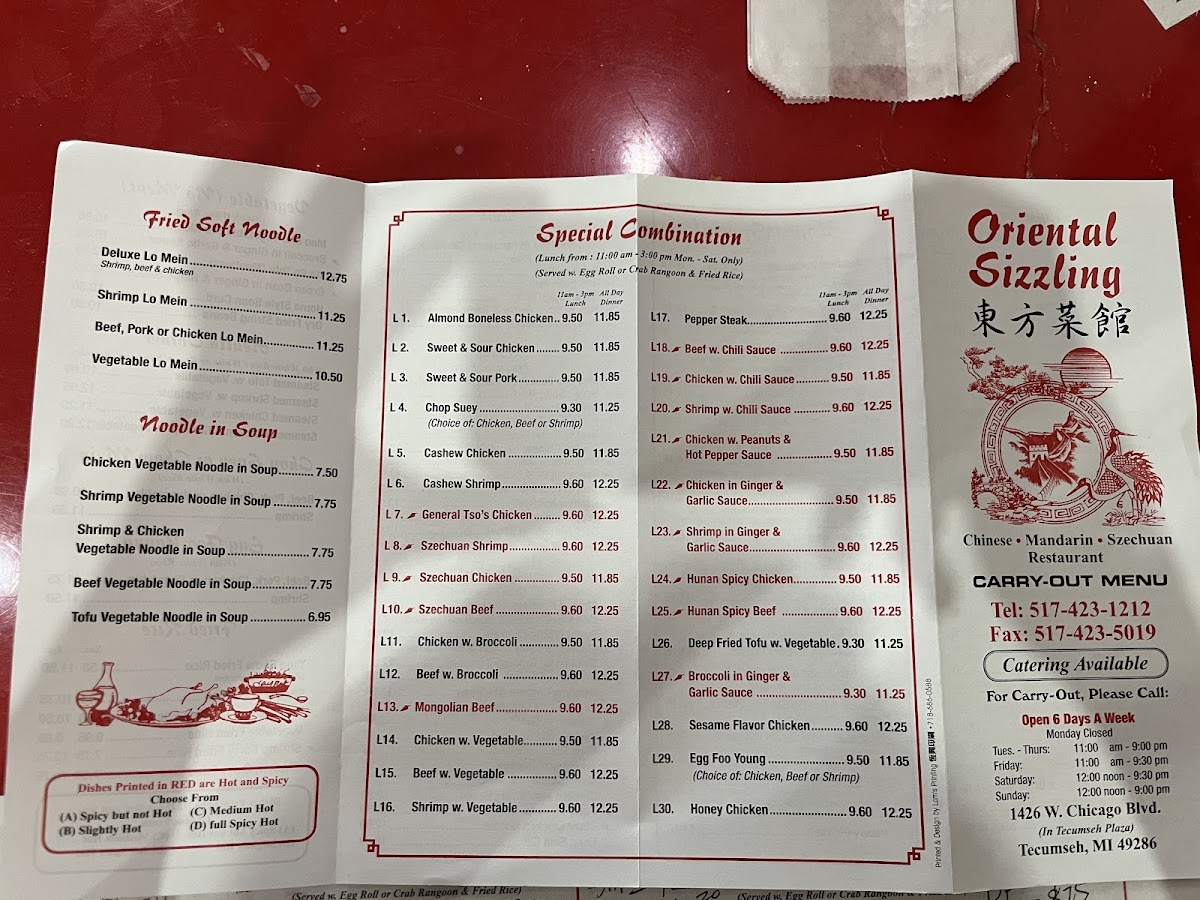 Fried Soft Noodle
Deluxe Lo Mein 12.75
Shrimp, beef & chicken
Shrimp Lo Mein 11.25
Beef, Pork or Chicken Lo Mein 11.25
Vegetable Lo Mein 10.50
Noodle in Soup
Chicken Vegetable Noodle in Soup 7.50
Shrimp Vegetable Noodle in Soup 7.75
Shrimp & Chicken
Vegetable Noodle in Soup 7.75
Beef Vegetable Noodle in Soup 7.75
Tofu Vegetable Noodle in Soup 6.95
Dishes Printed in RED are Hot and Spicy
Choose From
(A) Spicy but not Hot (C) Medium Hot
(B) Slightly Hot (D) full Spicy Hot
Special Combination
(Lunch from : 11:00 am - 3:00 pm Mon. - Sat. Only)
(Served w. Egg Roll or Crab Rangoon & Fried Rice)
11am - 3pm All Day
Lunch Dinner
L 1. Almond Boneless Chicken 9.50 11.85
L 2. Sweet & Sour Chicken 9.50 11.85
L 3. Sweet & Sour Pork 9.50 11.85
L 4. Chop Suey 9.30 11.25
(Choice of: Chicken, Beef or Shrimp)
L 5. Cashew Chicken 9.50 11.85
L 6. Cashew Shrimp 9.60 12.25
L 7. General Tso's Chicken 9.60 12.25
L 8. Szechuan Shrimp 9.60 12.25
L 9. Szechuan Chicken 9.50 11.85
L10. Szechuan Beef 9.60 12.25
L11. Chicken w. Broccoli 9.50 11.85
L12. Beef w. Broccoli 9.60 12.25
L13. Mongolian Beef 9.60 12.25
L14. Chicken w. Vegetable 9.50 11.85
L15. Beef w. Vegetable 9.60 12.25
L16. Shrimp w. Vegetable 9.60 12.25
11am - 3pm All Day
Lunch Dinner
L17. Pepper Steak 9.60 12.25
L18. Beef w. Chili Sauce 9.60 12.25
L19. Chicken w. Chili Sauce 9.50 11.85
L20. Shrimp w. Chili Sauce 9.60 12.25
L21. Chicken w. Peanuts &
Hot Pepper Sauce 9.50 11.85
L22. Chicken in Ginger &
Garlic Sauce 9.50 11.85
L23. Shrimp in Ginger &
Garlic Sauce 9.60 12.25
L24. Hunan Spicy Chicken 9.50 11.85
L25. Hunan Spicy Beef 9.60 12.25
L26. Deep Fried Tofu w. Vegetable 9.30 11.25
L27. Broccoli in Ginger &
Garlic Sauce 9.30 11.25
L28. Sesame Flavor Chicken 9.60 12.25
L29. Egg Foo Young 9.50 11.85
(Choice of: Chicken, Beef or Shrimp)
L30. Honey Chicken 9.60 12.25
Printed & Design by Lam's Printing 718-686-0588
Oriental
Sizzling
東方菜館
Chinese • Mandarin • Szechuan
Restaurant
CARRY-OUT MENU
Tel: 517-423-1212
Fax: 517-423-5019
Catering Available
For Carry-Out, Please Call:
Open 6 Days A Week
Monday Closed
Tues. - Thurs: 11:00 am - 9:00 pm
Friday: 11:00 am - 9:30 pm
Saturday: 12:00 noon - 9:30 pm
Sunday: 12:00 noon - 9:00 pm
1426 W. Chicago Blvd.
(In Tecumseh Plaza)
Tecumseh, MI 49286
(Served w. Egg Roll or Crab Rangoon & Fried Rice)
(Served w. Egg Roll or Crab Rangoon